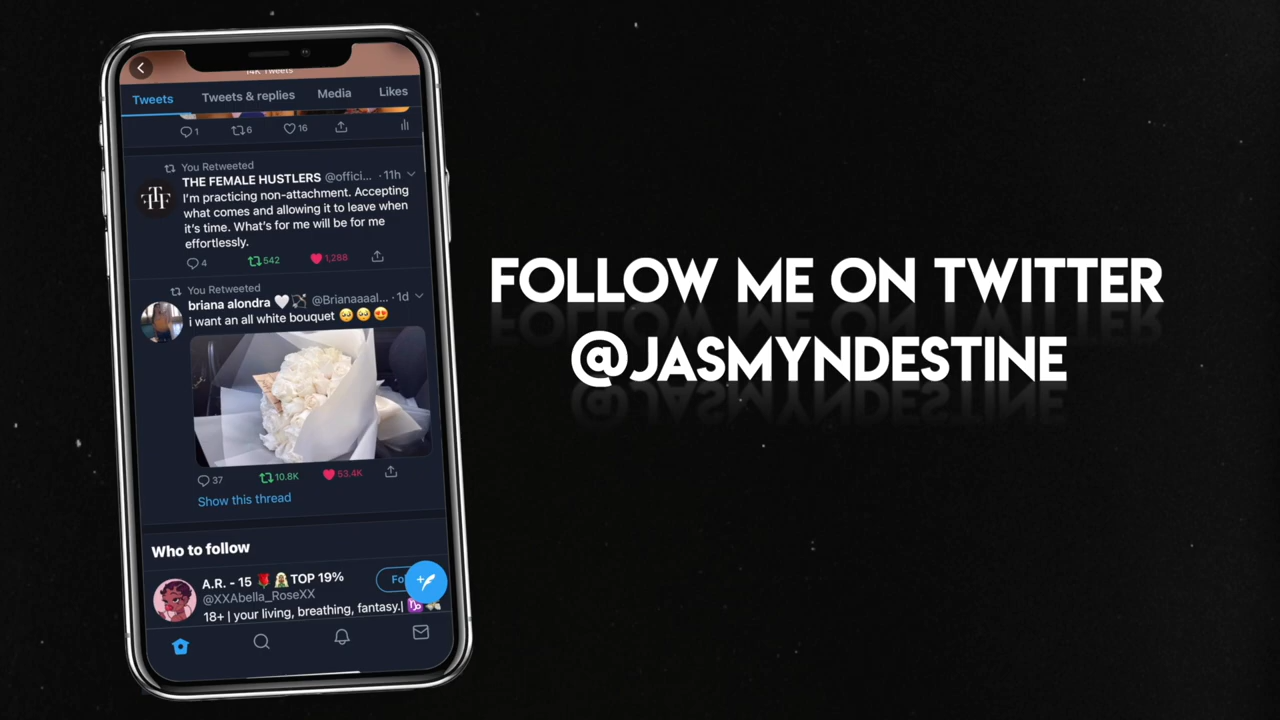 14K Tweets
Tweets
Tweets & replies
Media
Likes
1
6
16
You Retweeted
THE FEMALE HUSTLERS @offici... · 11h
I'm practicing non-attachment. Accepting
what comes and allowing it to leave when
it's time. What's for me will be for me
effortlessly.
4
542
1,288
You Retweeted
briana alondra 🤍🏹 @Brianaaaal... · 1d
i want an all white bouquet 🥺🥺😍
37
10.8K
53.4K
Show this thread
Who to follow
A.R. - 15 🌹 TOP 19%
@XXAbella_RoseXX
Fo
18+ | your living, breathing, fantasy.| ♑
FOLLOW ME ON TWITTER
@JASMYNDESTINE